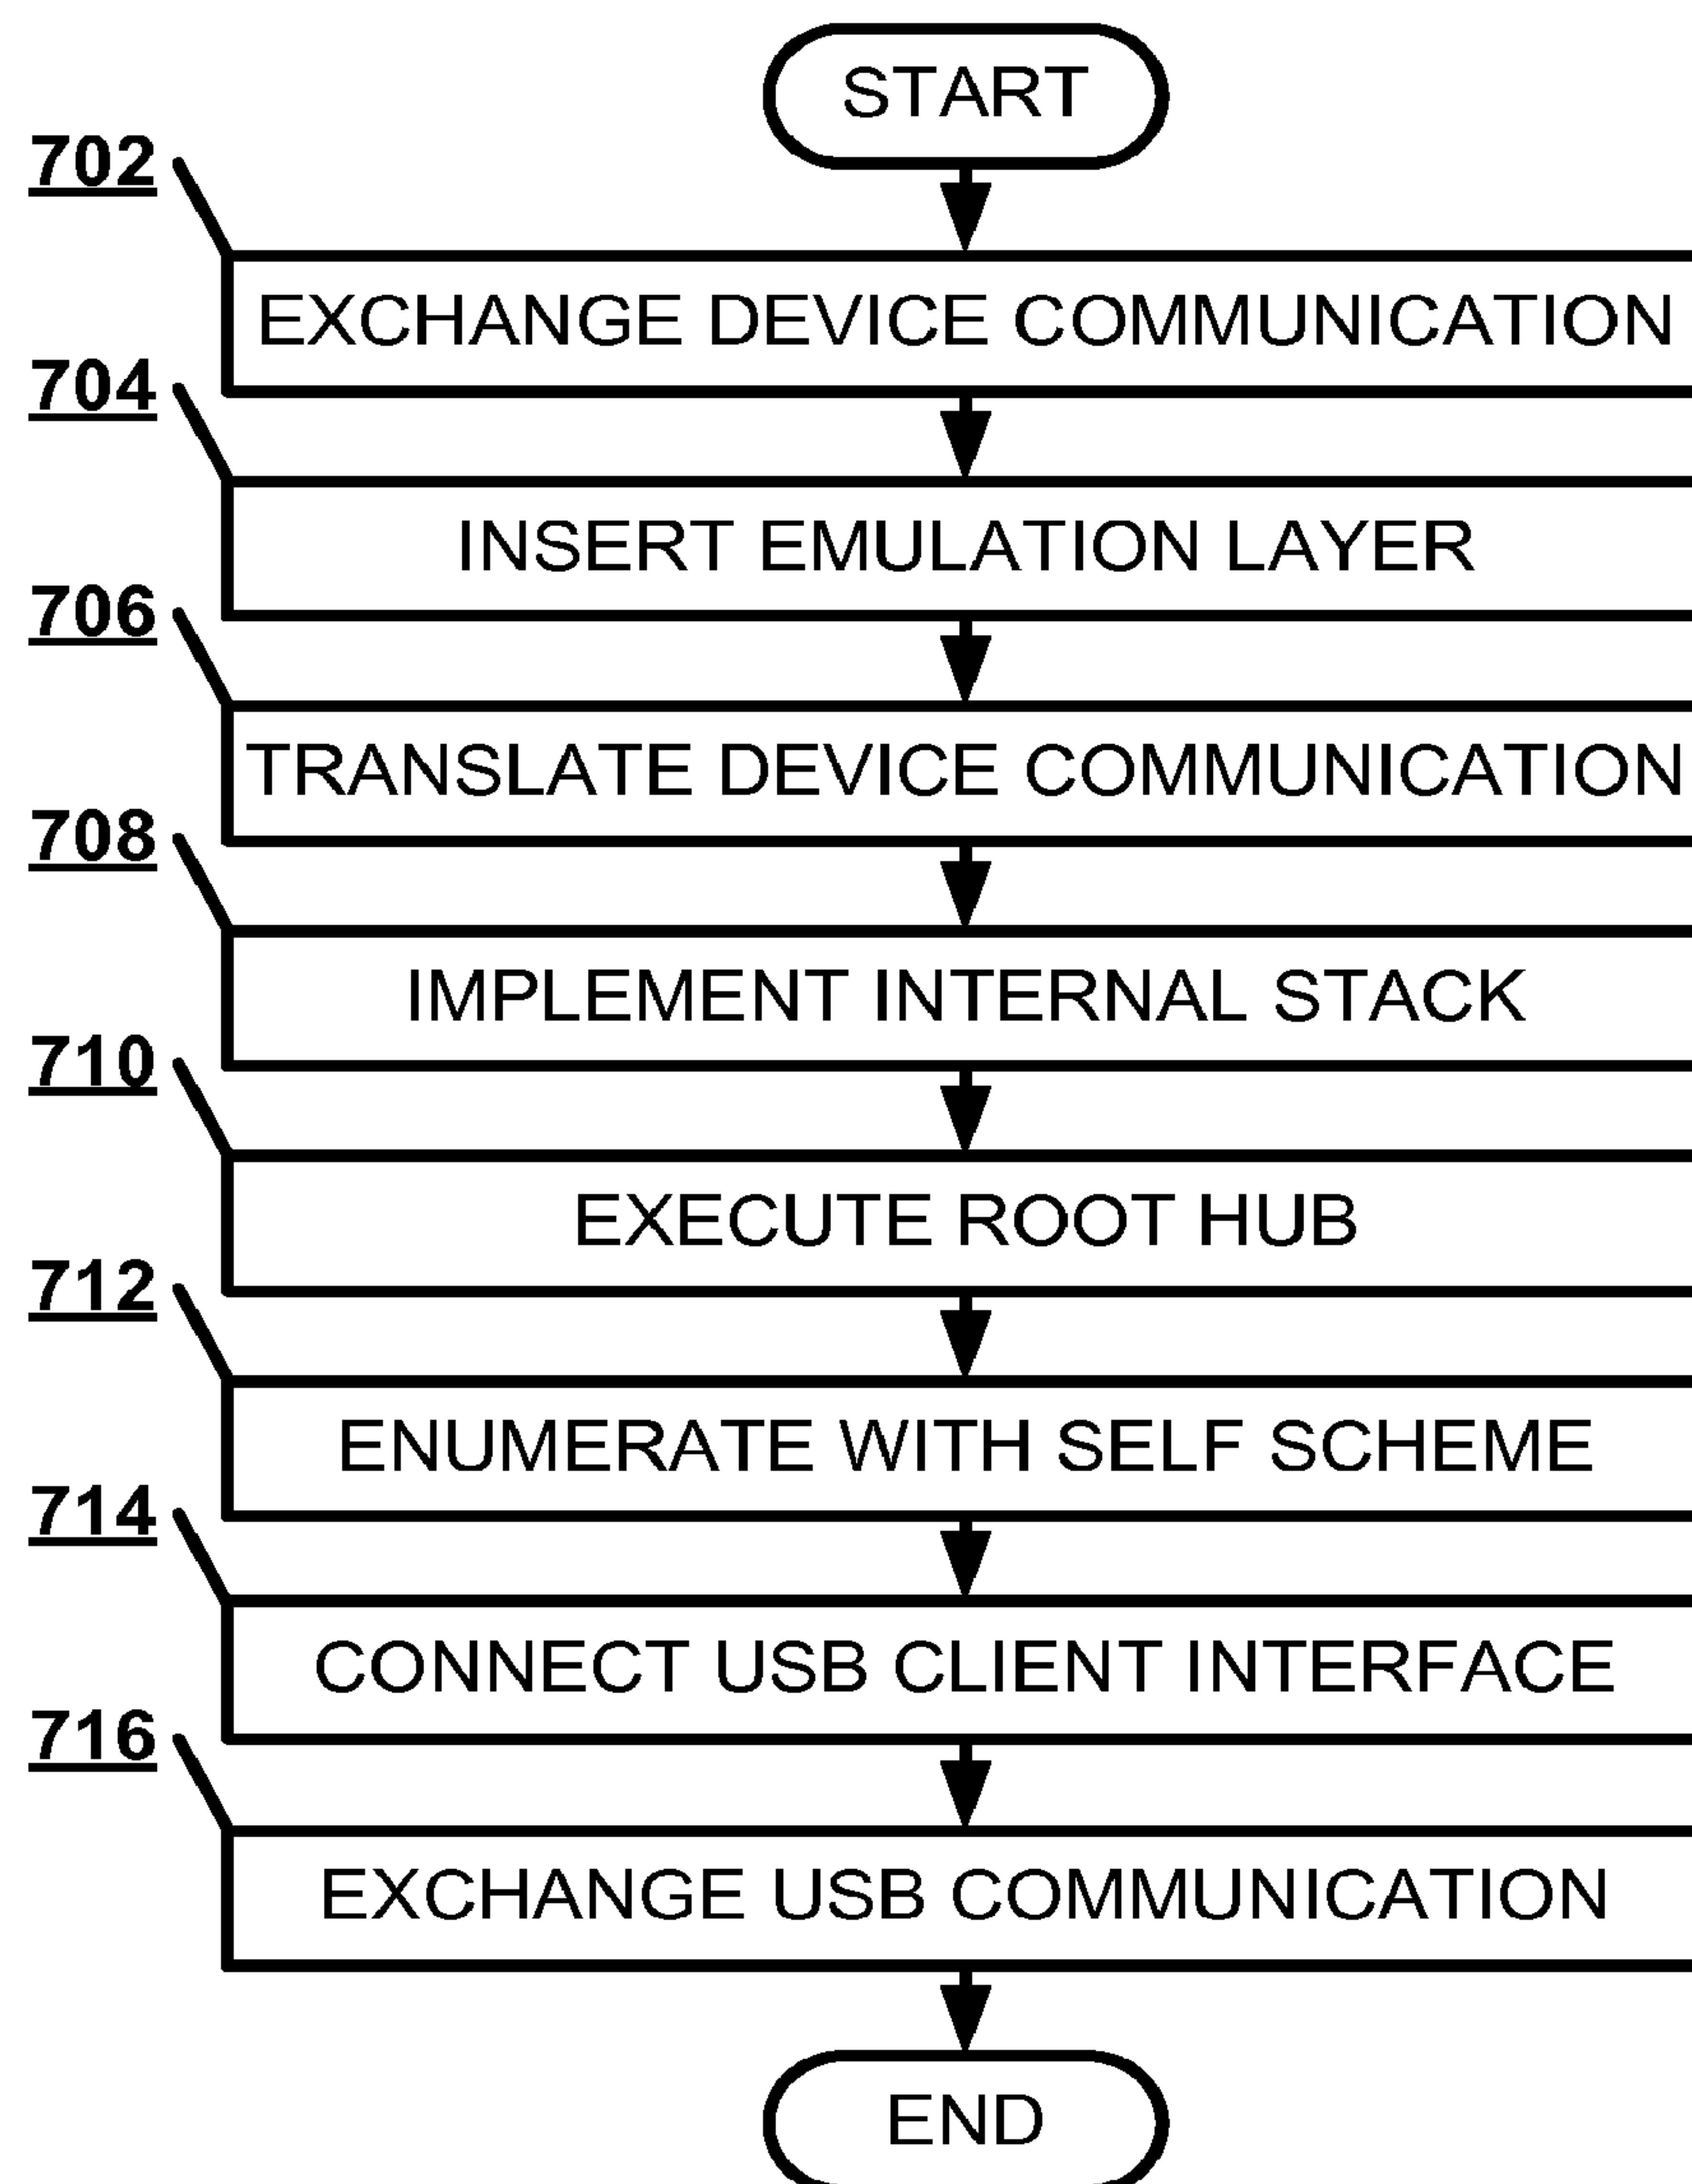 START
702
EXCHANGE DEVICE COMMUNICATION
704
INSERT EMULATION LAYER
706
TRANSLATE DEVICE COMMUNICATION
708
IMPLEMENT INTERNAL STACK
710
EXECUTE ROOT HUB
712
ENUMERATE WITH SELF SCHEME
714
CONNECT USB CLIENT INTERFACE
716
EXCHANGE USB COMMUNICATION
END